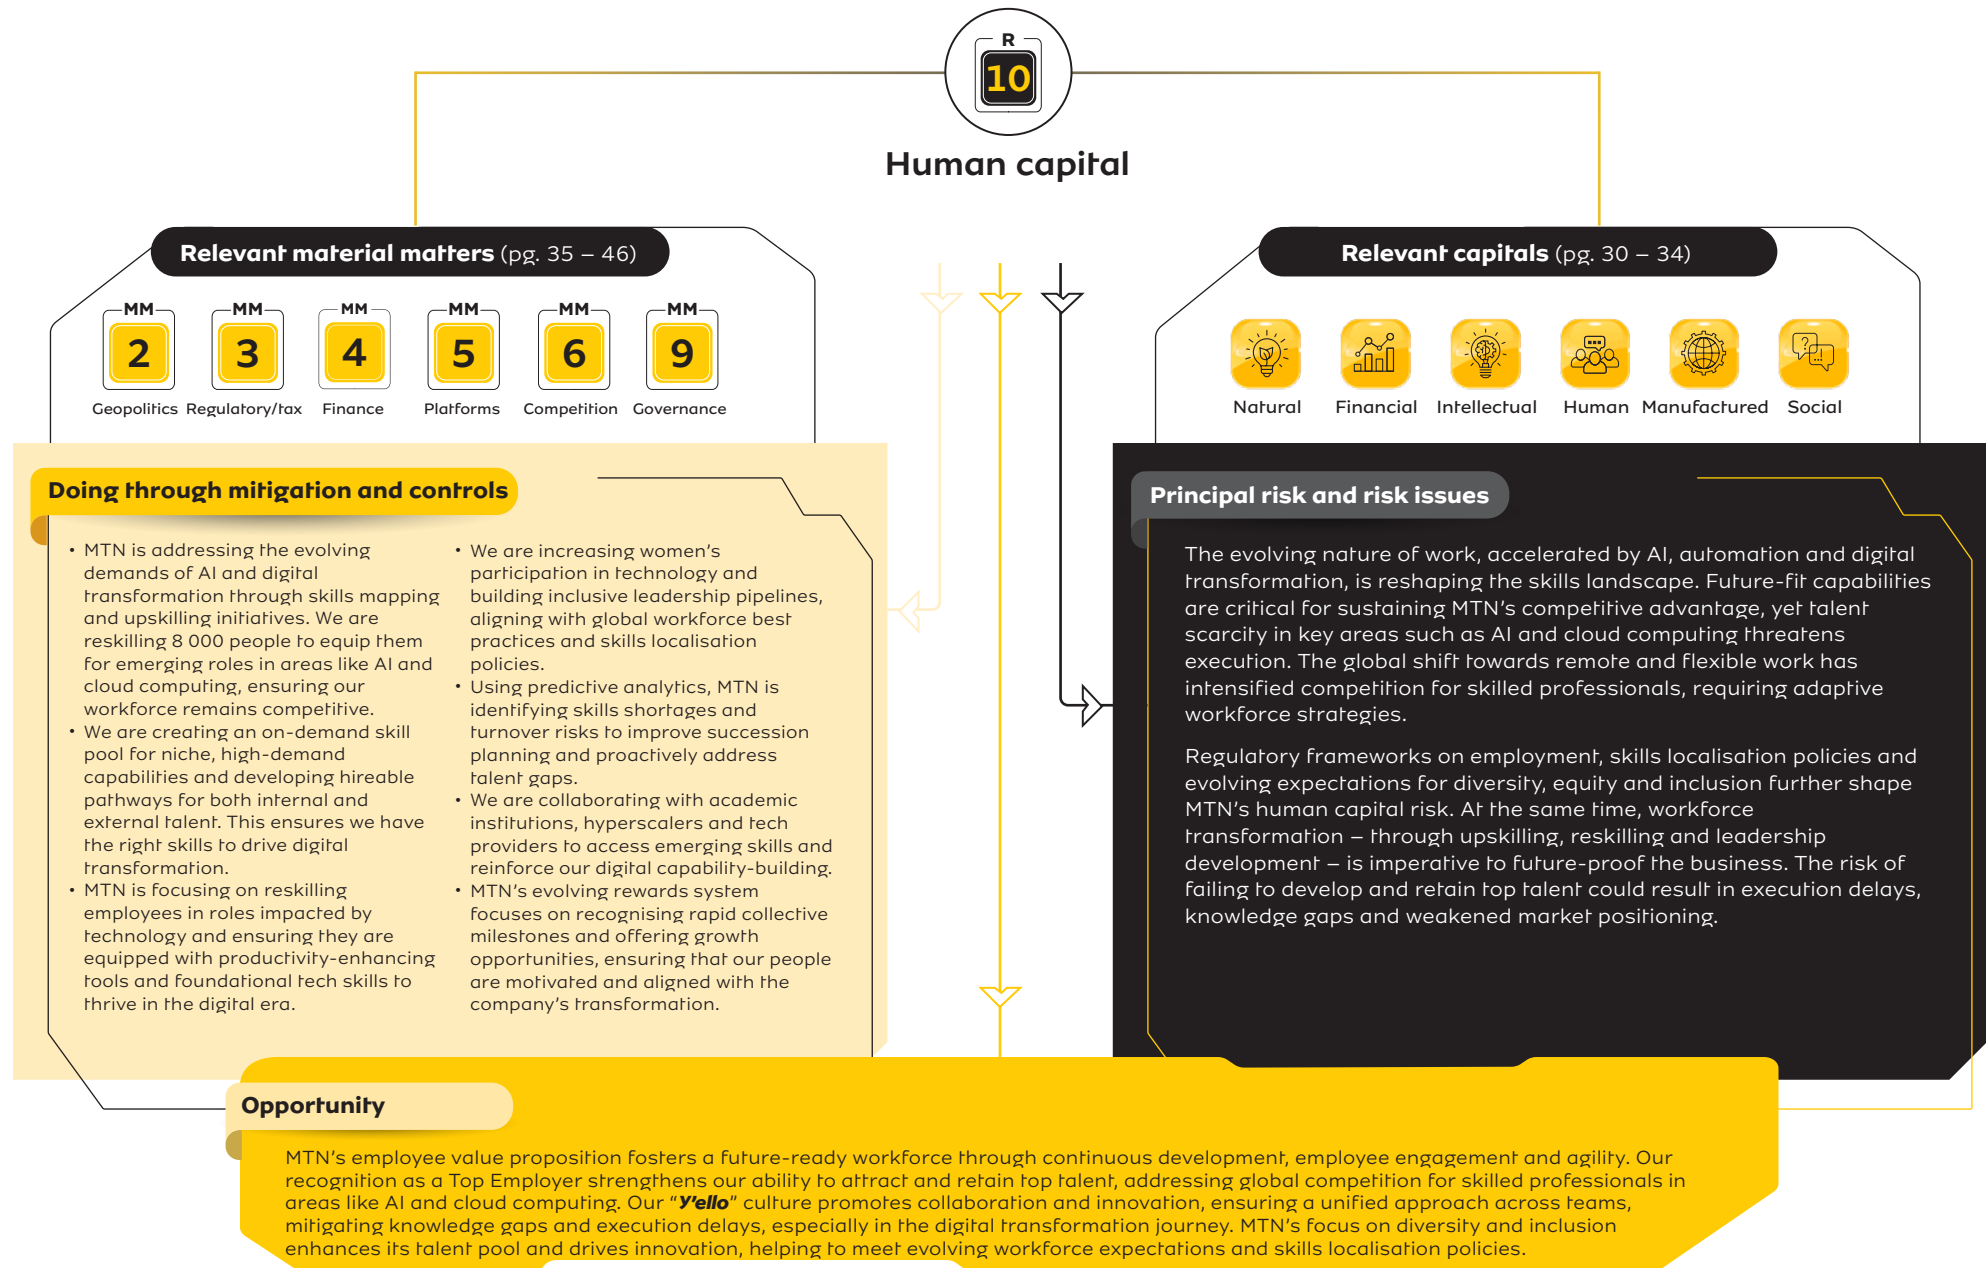 R
10
Human capital
Relevant material matters (pg. 35 – 46)
MM MM MM MM MM MM
2 3 4 5 6 9
Geopolitics Regulatory/tax Finance Platforms Competition Governance
Relevant capitals (pg. 30 – 34)
Natural Financial Intellectual Human Manufactured Social
Doing through mitigation and controls
• MTN is addressing the evolving
demands of AI and digital
transformation through skills mapping
and upskilling initiatives. We are
reskilling 8 000 people to equip them
for emerging roles in areas like AI and
cloud computing, ensuring our
workforce remains competitive.
• We are creating an on-demand skill
pool for niche, high-demand
capabilities and developing hireable
pathways for both internal and
external talent. This ensures we have
the right skills to drive digital
transformation.
• MTN is focusing on reskilling
employees in roles impacted by
technology and ensuring they are
equipped with productivity-enhancing
tools and foundational tech skills to
thrive in the digital era.
• We are increasing women's
participation in technology and
building inclusive leadership pipelines,
aligning with global workforce best
practices and skills localisation
policies.
• Using predictive analytics, MTN is
identifying skills shortages and
turnover risks to improve succession
planning and proactively address
talent gaps.
• We are collaborating with academic
institutions, hyperscalers and tech
providers to access emerging skills and
reinforce our digital capability-building.
• MTN's evolving rewards system
focuses on recognising rapid collective
milestones and offering growth
opportunities, ensuring that our people
are motivated and aligned with the
company's transformation.
Principal risk and risk issues
The evolving nature of work, accelerated by AI, automation and digital
transformation, is reshaping the skills landscape. Future-fit capabilities
are critical for sustaining MTN's competitive advantage, yet talent
scarcity in key areas such as AI and cloud computing threatens
execution. The global shift towards remote and flexible work has
intensified competition for skilled professionals, requiring adaptive
workforce strategies.
Regulatory frameworks on employment, skills localisation policies and
evolving expectations for diversity, equity and inclusion further shape
MTN's human capital risk. At the same time, workforce
transformation – through upskilling, reskilling and leadership
development – is imperative to future-proof the business. The risk of
failing to develop and retain top talent could result in execution delays,
knowledge gaps and weakened market positioning.
Opportunity
MTN's employee value proposition fosters a future-ready workforce through continuous development, employee engagement and agility. Our
recognition as a Top Employer strengthens our ability to attract and retain top talent, addressing global competition for skilled professionals in
areas like AI and cloud computing. Our "Y'ello" culture promotes collaboration and innovation, ensuring a unified approach across teams,
mitigating knowledge gaps and execution delays, especially in the digital transformation journey. MTN's focus on diversity and inclusion
enhances its talent pool and drives innovation, helping to meet evolving workforce expectations and skills localisation policies.